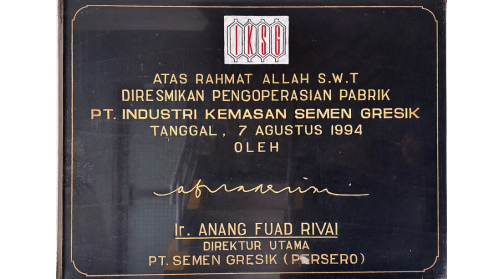 IKSG
ATAS RAHMAT ALLAH S.W.T
DIRESMIKAN PENGOPERASIAN PABRIK
PT. INDUSTRI KEMASAN SEMEN GRESIK
TANGGAL, 7 AGUSTUS 1994
OLEH
Ir. ANANG FUAD RIVAI
DIREKTUR UTAMA
PT. SEMEN GRESIK (PERSERO)